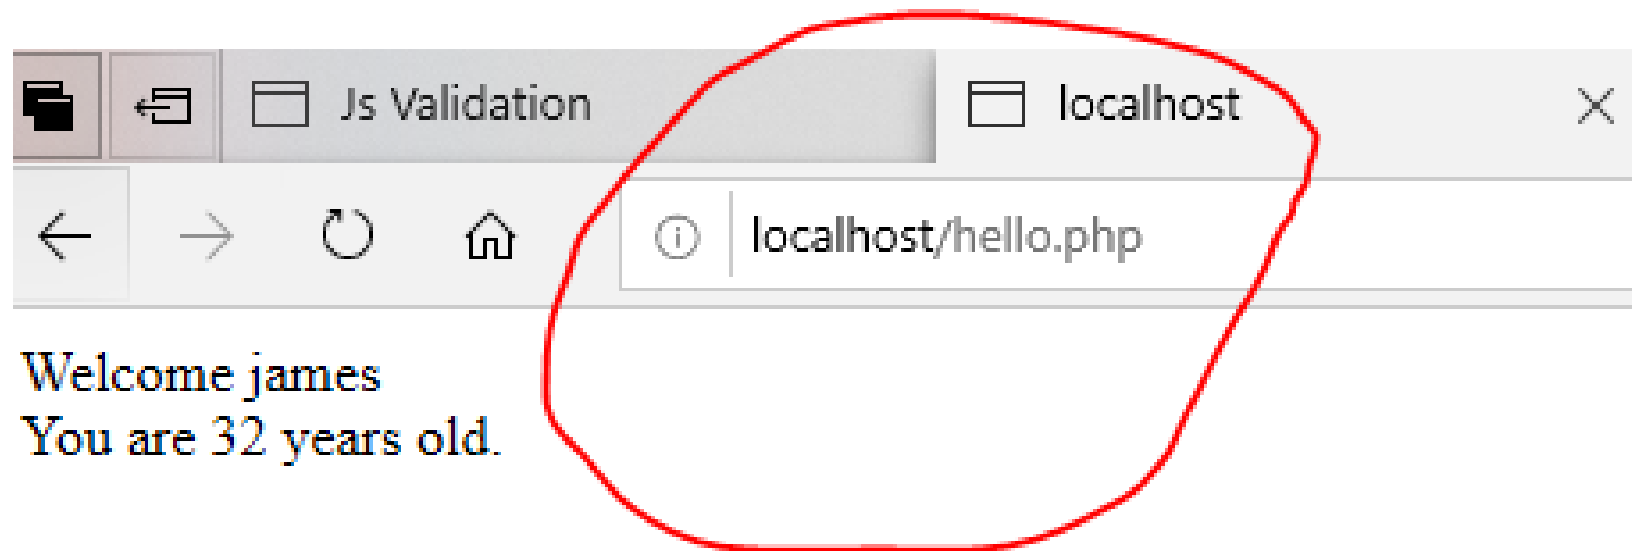 Js Validation
localhost
localhost/hello.php
Welcome james
You are 32 years old.